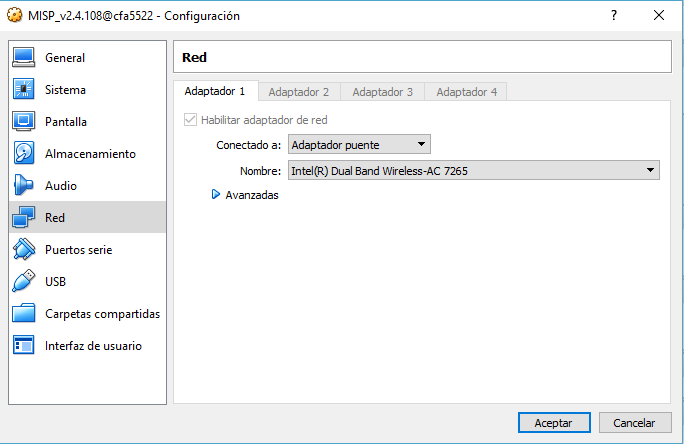 MISP_v2.4.108@cfa5522 - Configuración
?
General
Sistema
Pantalla
Almacenamiento
Audio
Red
Puertos serie
USB
Carpetas compartidas
Interfaz de usuario
Red
Adaptador 1 Adaptador 2 Adaptador 3 Adaptador 4
Habilitar adaptador de red
Conectado a: Adaptador puente
Nombre: Intel(R) Dual Band Wireless-AC 7265
Avanzadas
Aceptar Cancelar